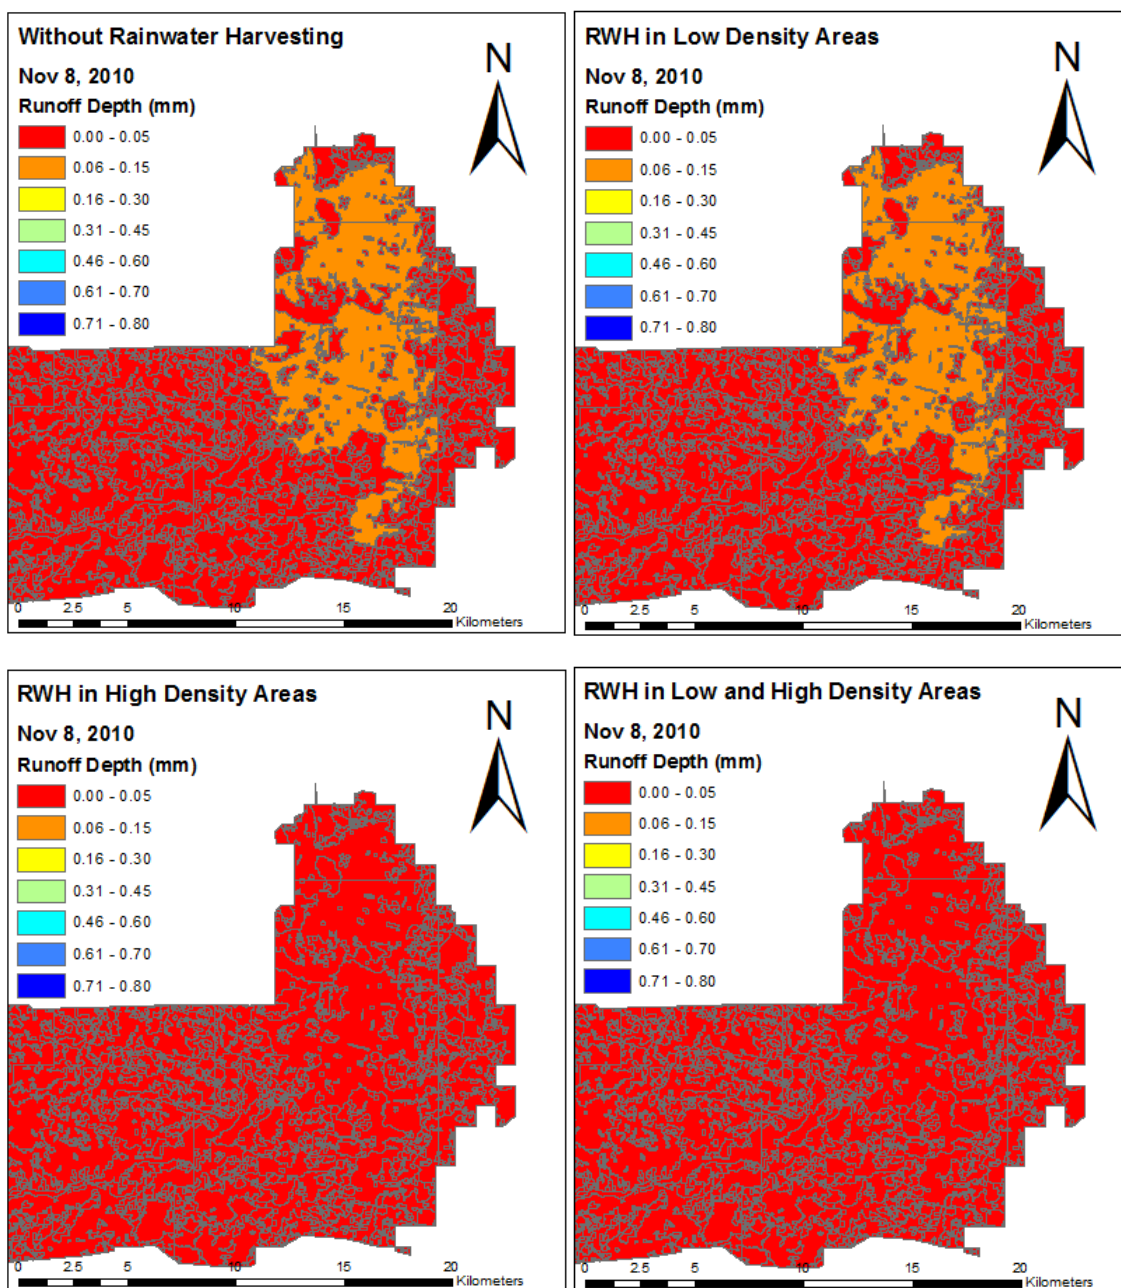 Without Rainwater Harvesting
N
Nov 8, 2010
Runoff Depth (mm)
0.00 - 0.05
0.06 - 0.15
0.16 - 0.30
0.31 - 0.45
0.46 - 0.60
0.61 - 0.70
0.71 - 0.80
0 2.5 5 10 15 20
Kilometers
RWH in Low Density Areas
N
Nov 8, 2010
Runoff Depth (mm)
0.00 - 0.05
0.06 - 0.15
0.16 - 0.30
0.31 - 0.45
0.46 - 0.60
0.61 - 0.70
0.71 - 0.80
0 2.5 5 10 15 20
Kilometers
RWH in High Density Areas
N
Nov 8, 2010
Runoff Depth (mm)
0.00 - 0.05
0.06 - 0.15
0.16 - 0.30
0.31 - 0.45
0.46 - 0.60
0.61 - 0.70
0.71 - 0.80
0 2.5 5 10 15 20
Kilometers
RWH in Low and High Density Areas
N
Nov 8, 2010
Runoff Depth (mm)
0.00 - 0.05
0.06 - 0.15
0.16 - 0.30
0.31 - 0.45
0.46 - 0.60
0.61 - 0.70
0.71 - 0.80
0 2.5 5 10 15 20
Kilometers